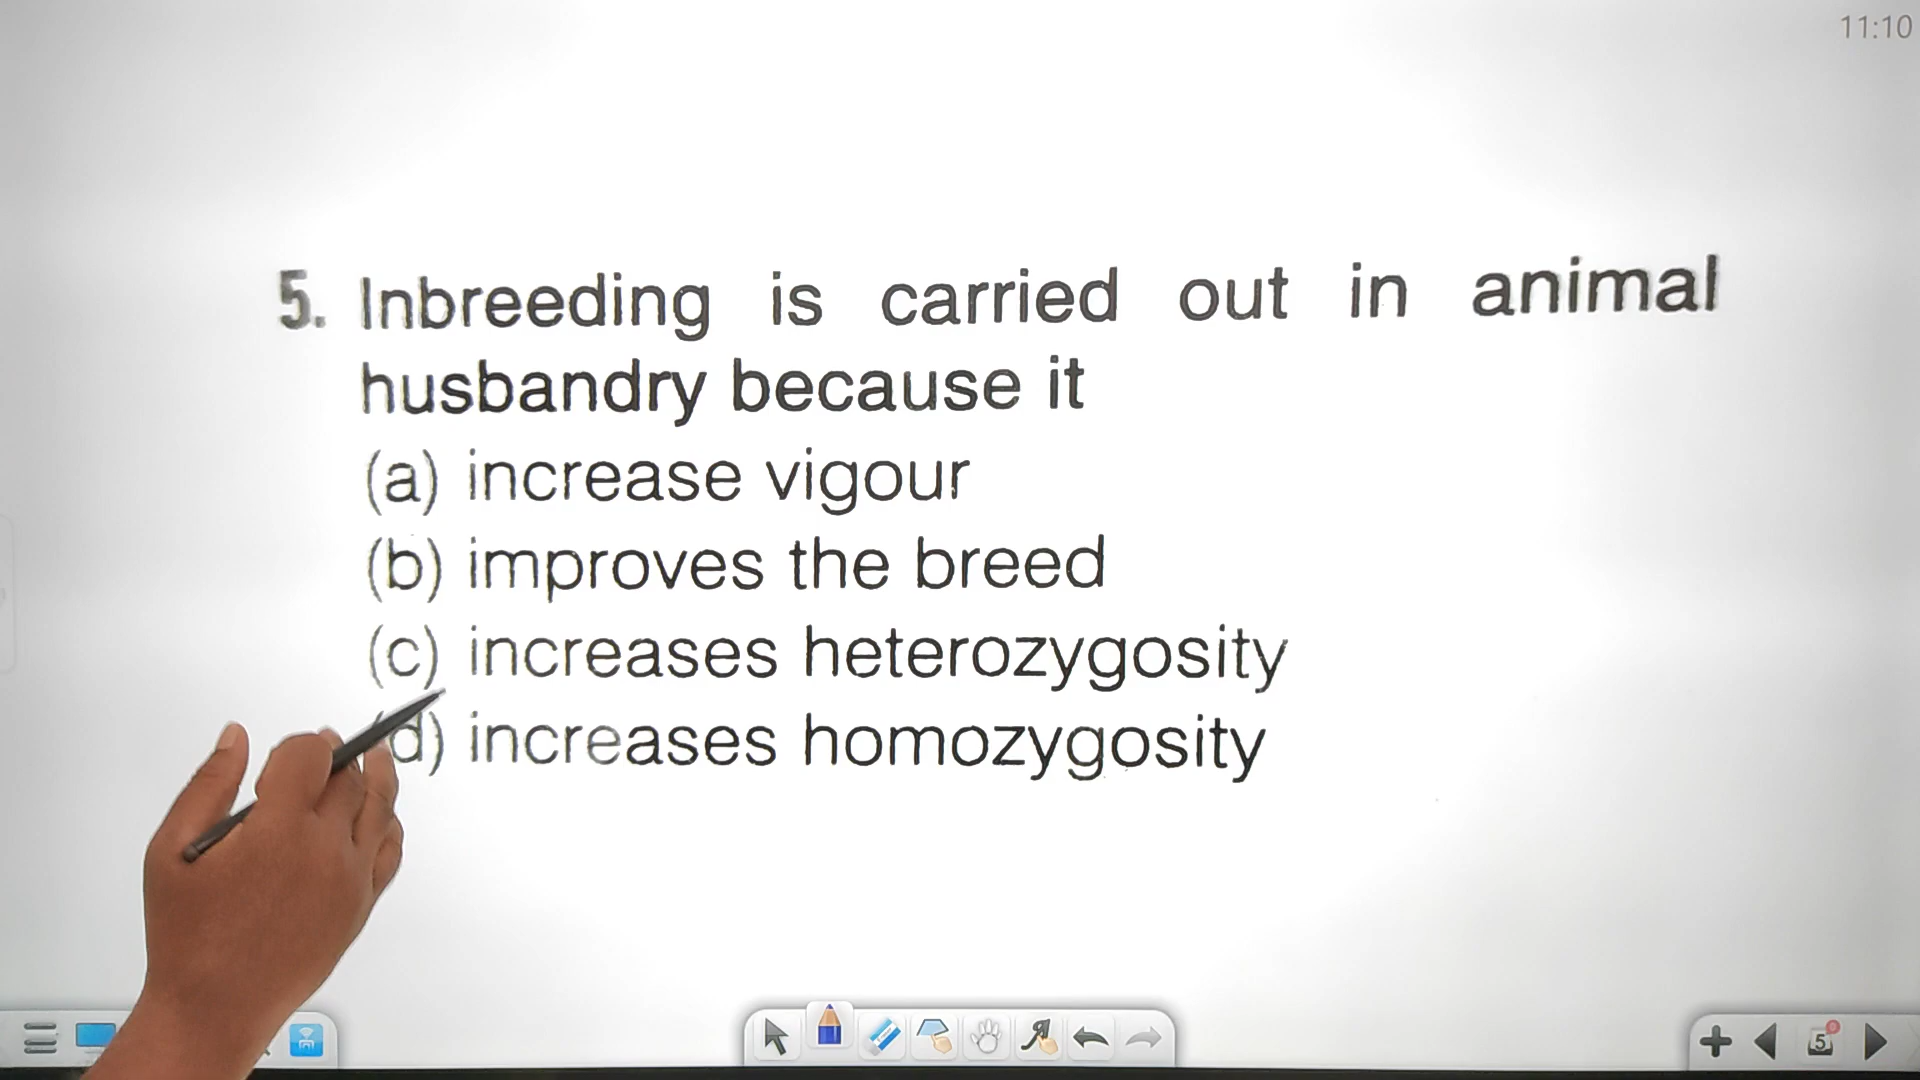 11:10
5. Inbreeding is carried out in animal
husbandry because it
(a) increase vigour
(b) improves the breed
(c) increases heterozygosity
(d) increases homozygosity
5